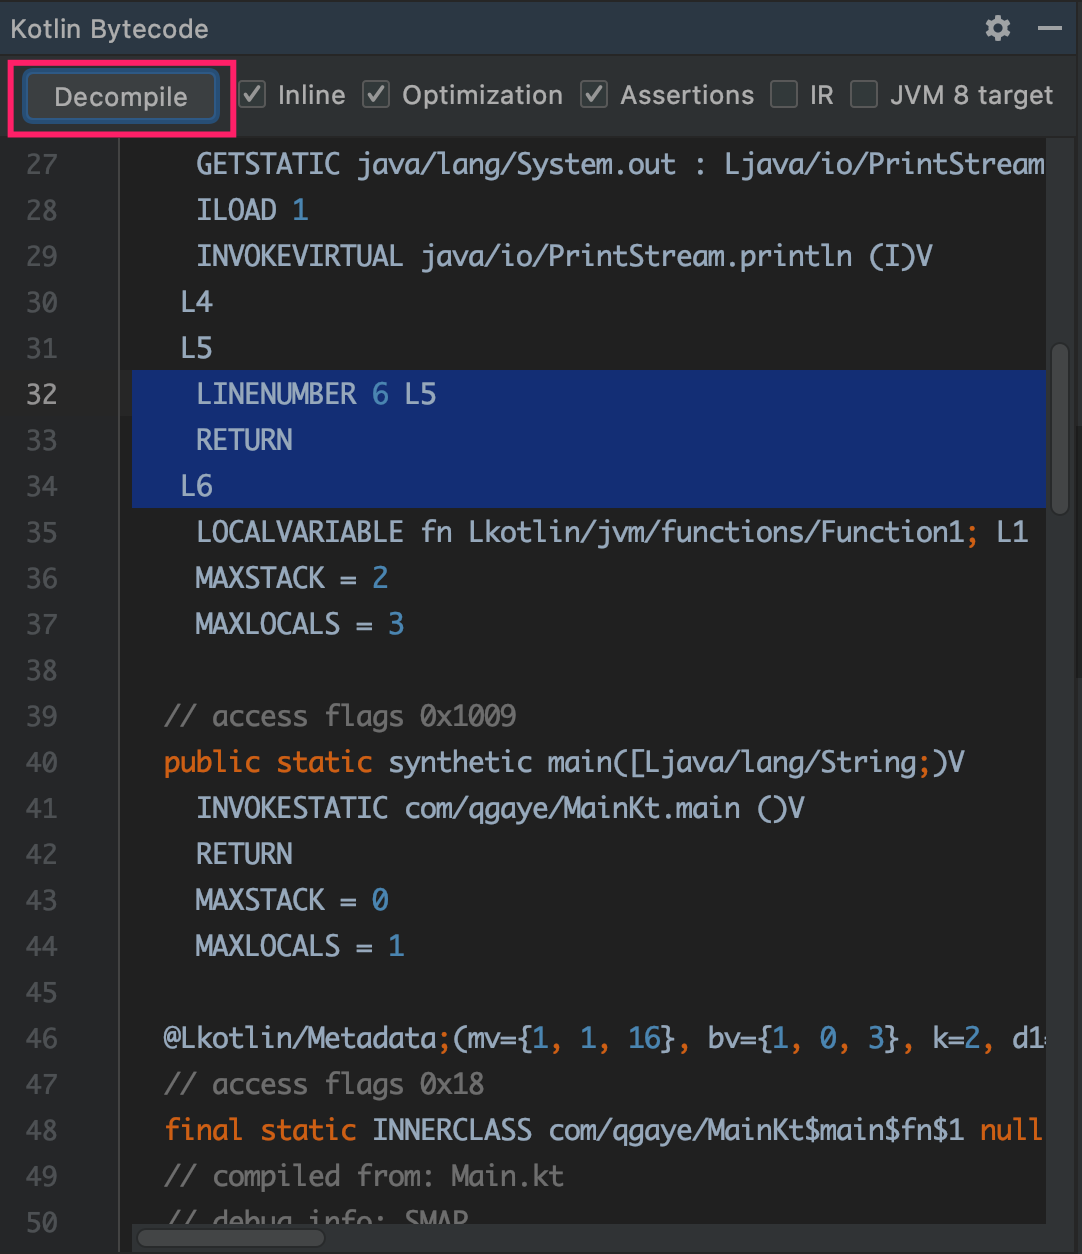 Kotlin Bytecode
Decompile Inline Optimization Assertions IR JVM 8 target
27 GETSTATIC java/lang/System.out : Ljava/io/PrintStream
28 ILOAD 1
29 INVOKEVIRTUAL java/io/PrintStream.println (I)V
30 L4
31 L5
32 LINENUMBER 6 L5
33 RETURN
34 L6
35 LOCALVARIABLE fn Lkotlin/jvm/functions/Function1; L1
36 MAXSTACK = 2
37 MAXLOCALS = 3
38
39 // access flags 0x1009
40 public static synthetic main([Ljava/lang/String;)V
41 INVOKESTATIC com/qgaye/MainKt.main ()V
42 RETURN
43 MAXSTACK = 0
44 MAXLOCALS = 1
45
46 @Lkotlin/Metadata;(mv={1, 1, 16}, bv={1, 0, 3}, k=2, d1=
47 // access flags 0x18
48 final static INNERCLASS com/qgaye/MainKt$main$fn$1 null
49 // compiled from: Main.kt
50 // debug info: SMAP